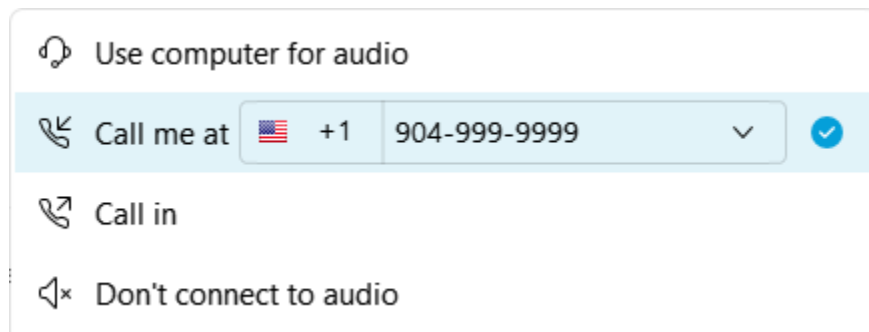 Use computer for audio
Call me at +1 904-999-9999
Call in
Don't connect to audio